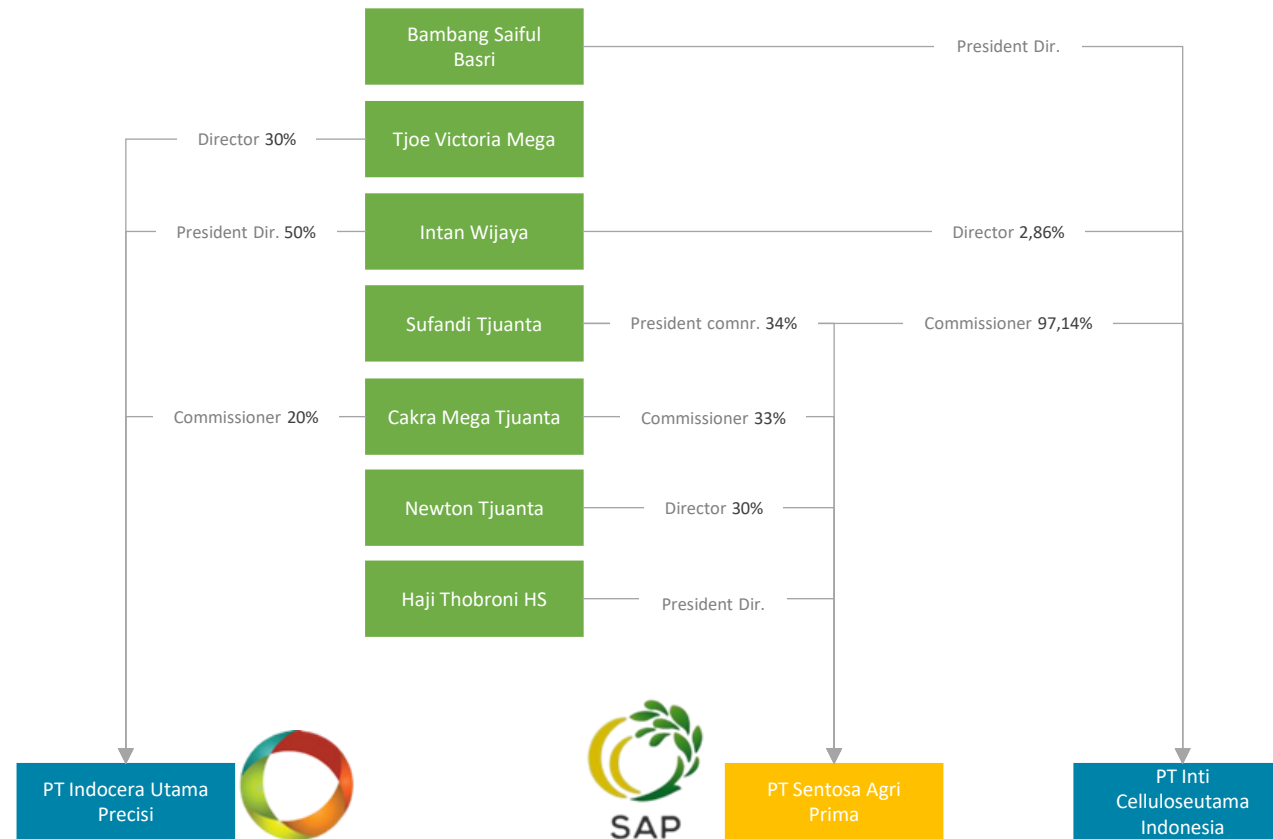 Bambang Saiful
Basri
President Dir.
Director 30%
Tjoe Victoria Mega
President Dir. 50%
Intan Wijaya
Director 2,86%
Sufandi Tjuanta
President comnr. 34%
Commissioner 97,14%
Commissioner 20%
Cakra Mega Tjuanta
Commissioner 33%
Newton Tjuanta
Director 30%
Haji Thobroni HS
President Dir.
PT Indocera Utama
Precisi
SAP
PT Sentosa Agri
Prima
PT Inti
Celluloseutama
Indonesia